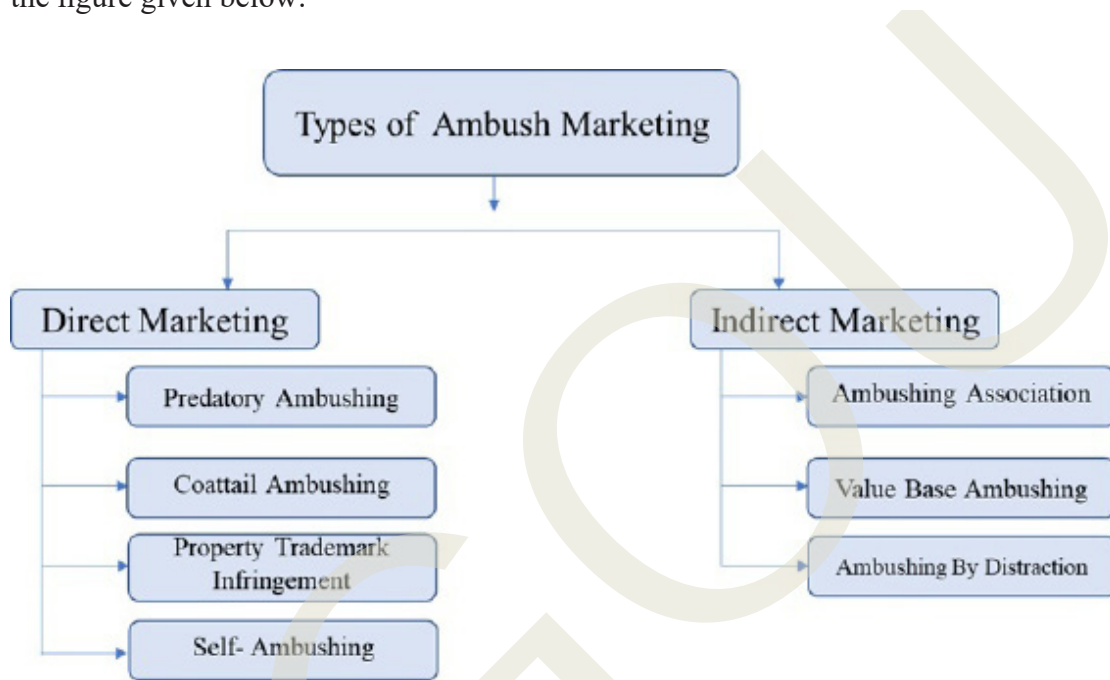 the figure given below.
Types of Ambush Marketing
Direct Marketing
Predatory Ambushing
Coattail Ambushing
Property Trademark
Infringement
Self- Ambushing
Indirect Marketing
Ambushing Association
Value Base Ambushing
Ambushing By Distraction